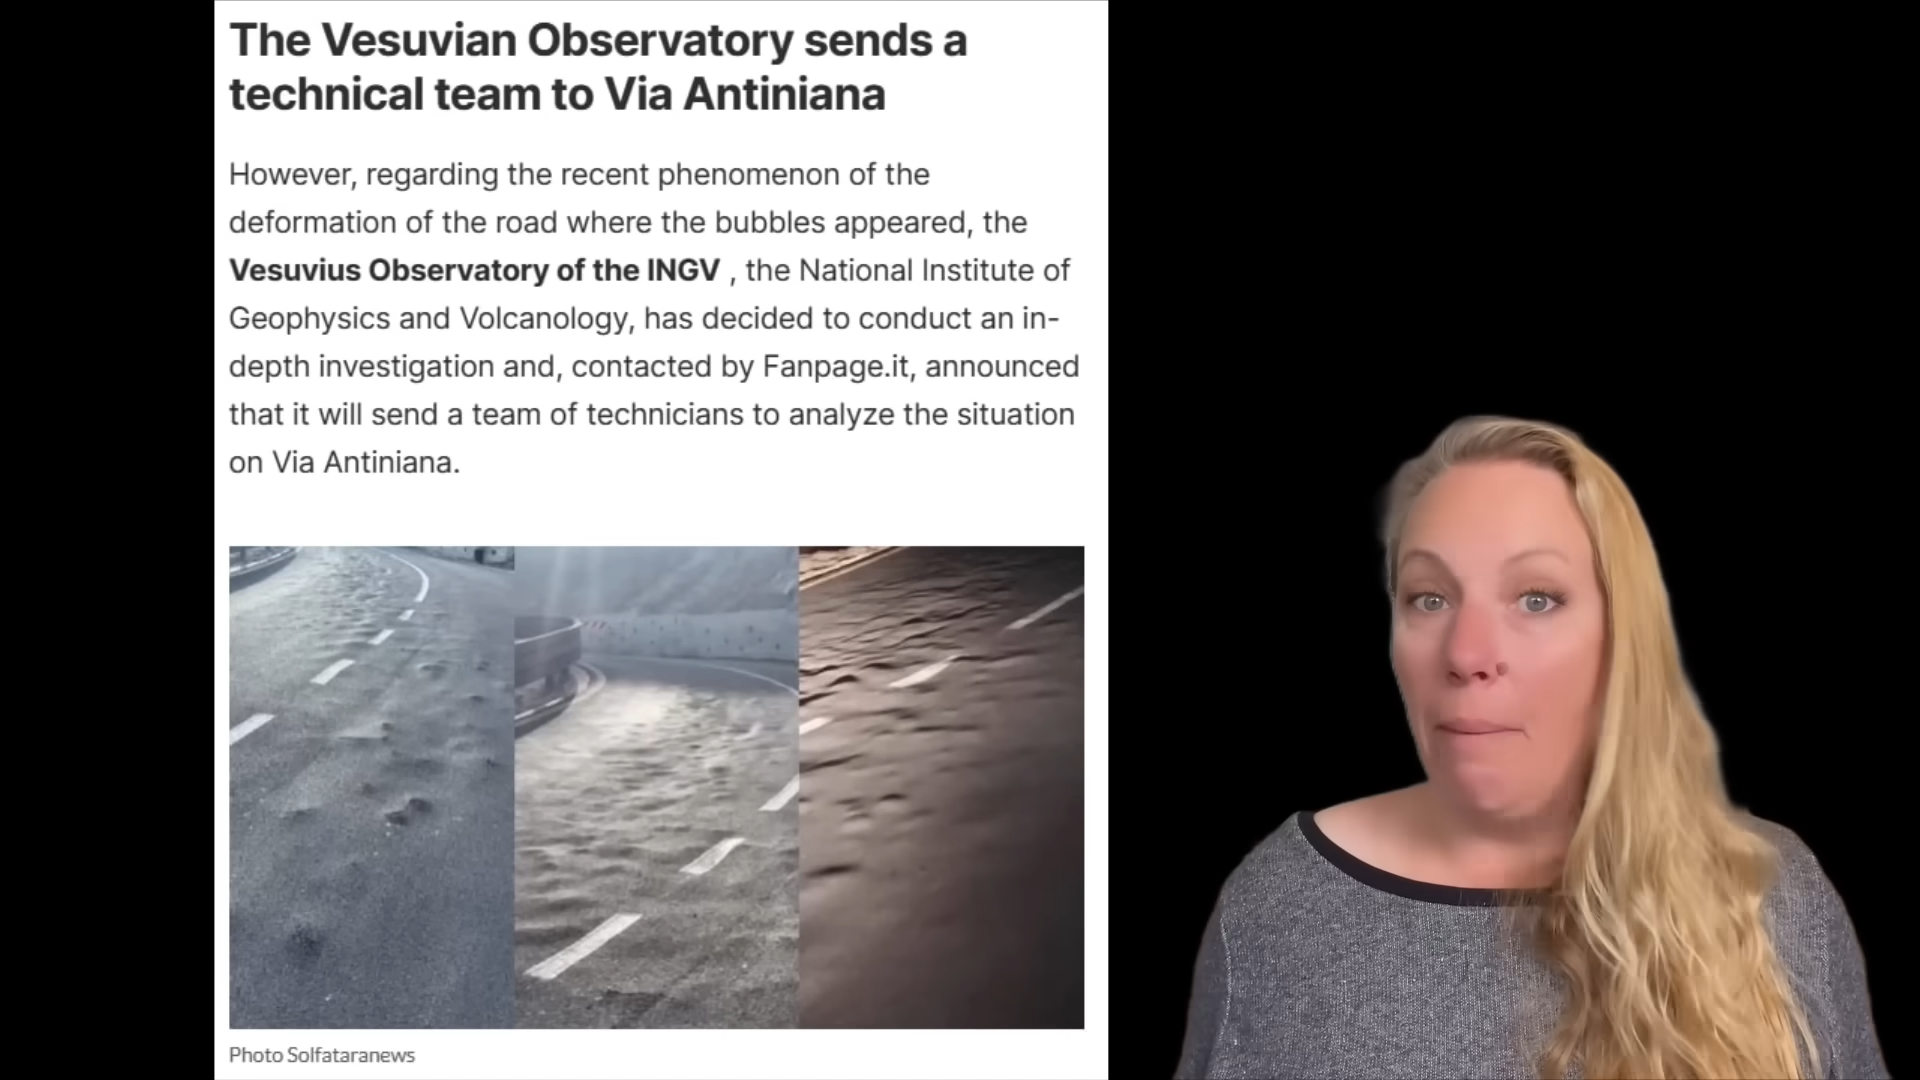 The Vesuvian Observatory sends a
technical team to Via Antiniana
However, regarding the recent phenomenon of the
deformation of the road where the bubbles appeared, the
Vesuvius Observatory of the INGV , the National Institute of
Geophysics and Volcanology, has decided to conduct an in-
depth investigation and, contacted by Fanpage.it, announced
that it will send a team of technicians to analyze the situation
on Via Antiniana.
Photo Solfataranews